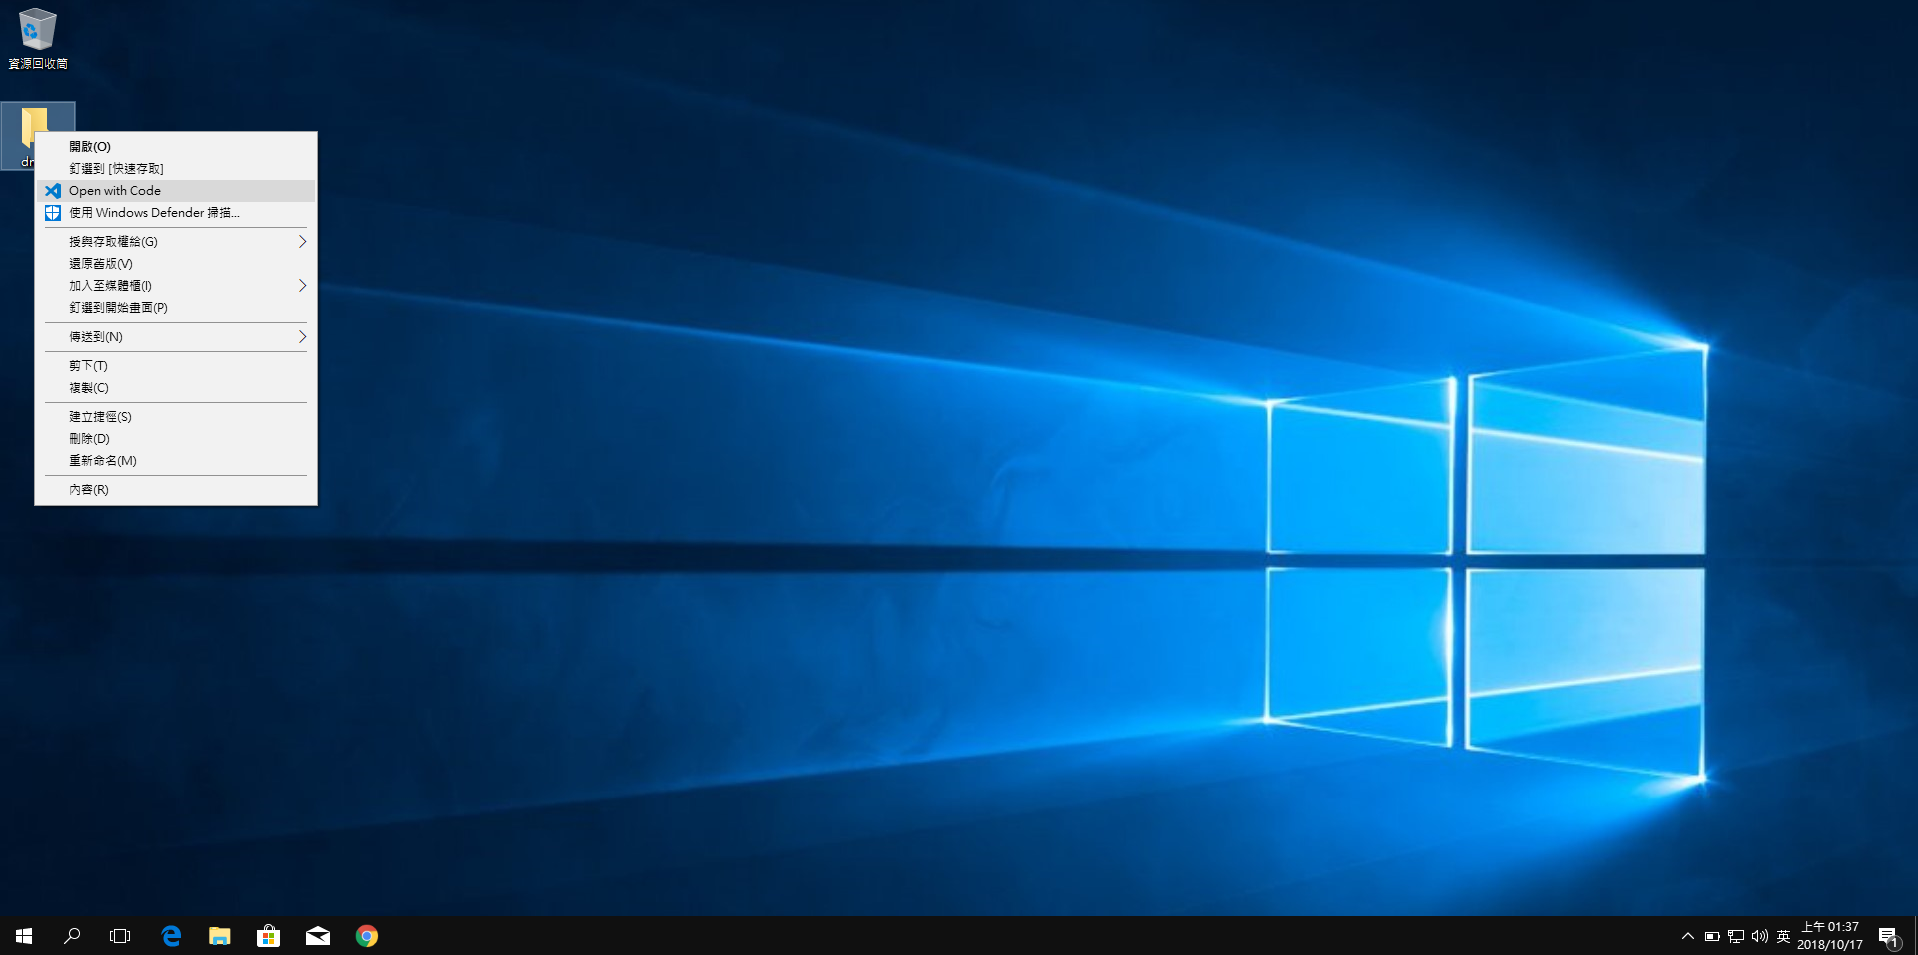 資源回收筒
開啟(O)
釘選到 [快速存取]
Open with Code
使用 Windows Defender 掃描...
授與存取權給(G)
還原舊版(V)
加入至媒體櫃(I)
釘選到開始畫面(P)
傳送到(N)
剪下(T)
複製(C)
建立捷徑(S)
刪除(D)
重新命名(M)
內容(R)
英
上午 01:37
2018/10/17
1